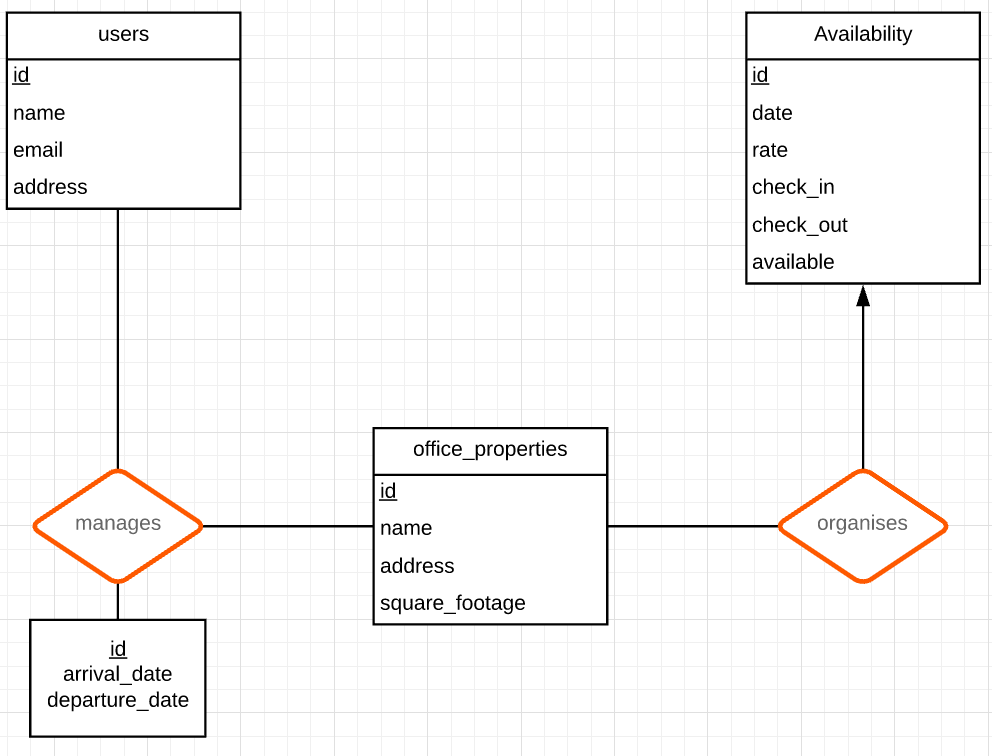 users
id
name
email
address
Availability
id
date
rate
check_in
check_out
available
manages
office_properties
id
name
address
square_footage
organises
id
arrival_date
departure_date